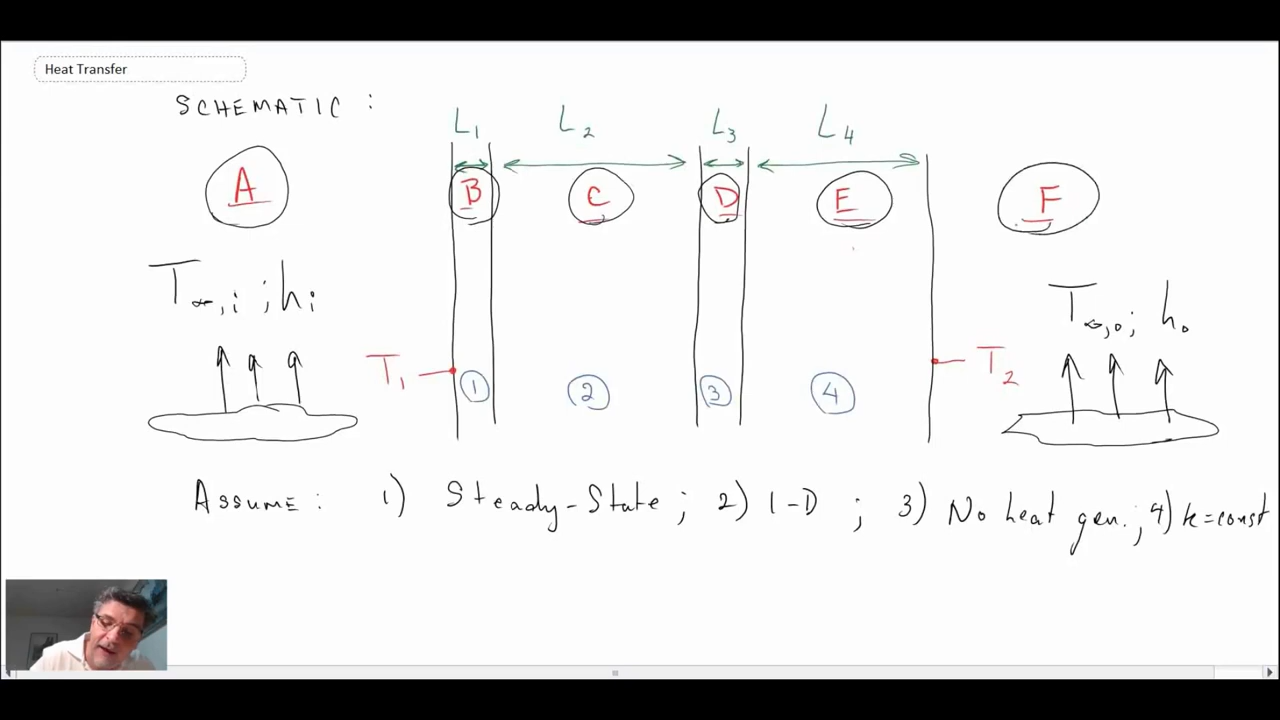 Heat Transfer
SCHEMATIC :
L₁ L₂ L₃ L₄
A B C D E F
T∞,i ; hi
T∞,o ; ho
T₁ T₂
① ② ③ ④
Assume : 1) Steady-State ; 2) 1-D ; 3) No heat gen. ; 4) k=const